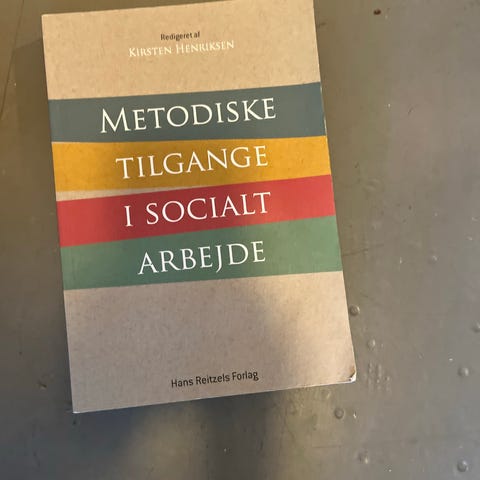 Redigeret af
Kirsten Henriksen
METODISKE
TILGANGE
I SOCIALT
ARBEJDE
Hans Reitzels Forlag